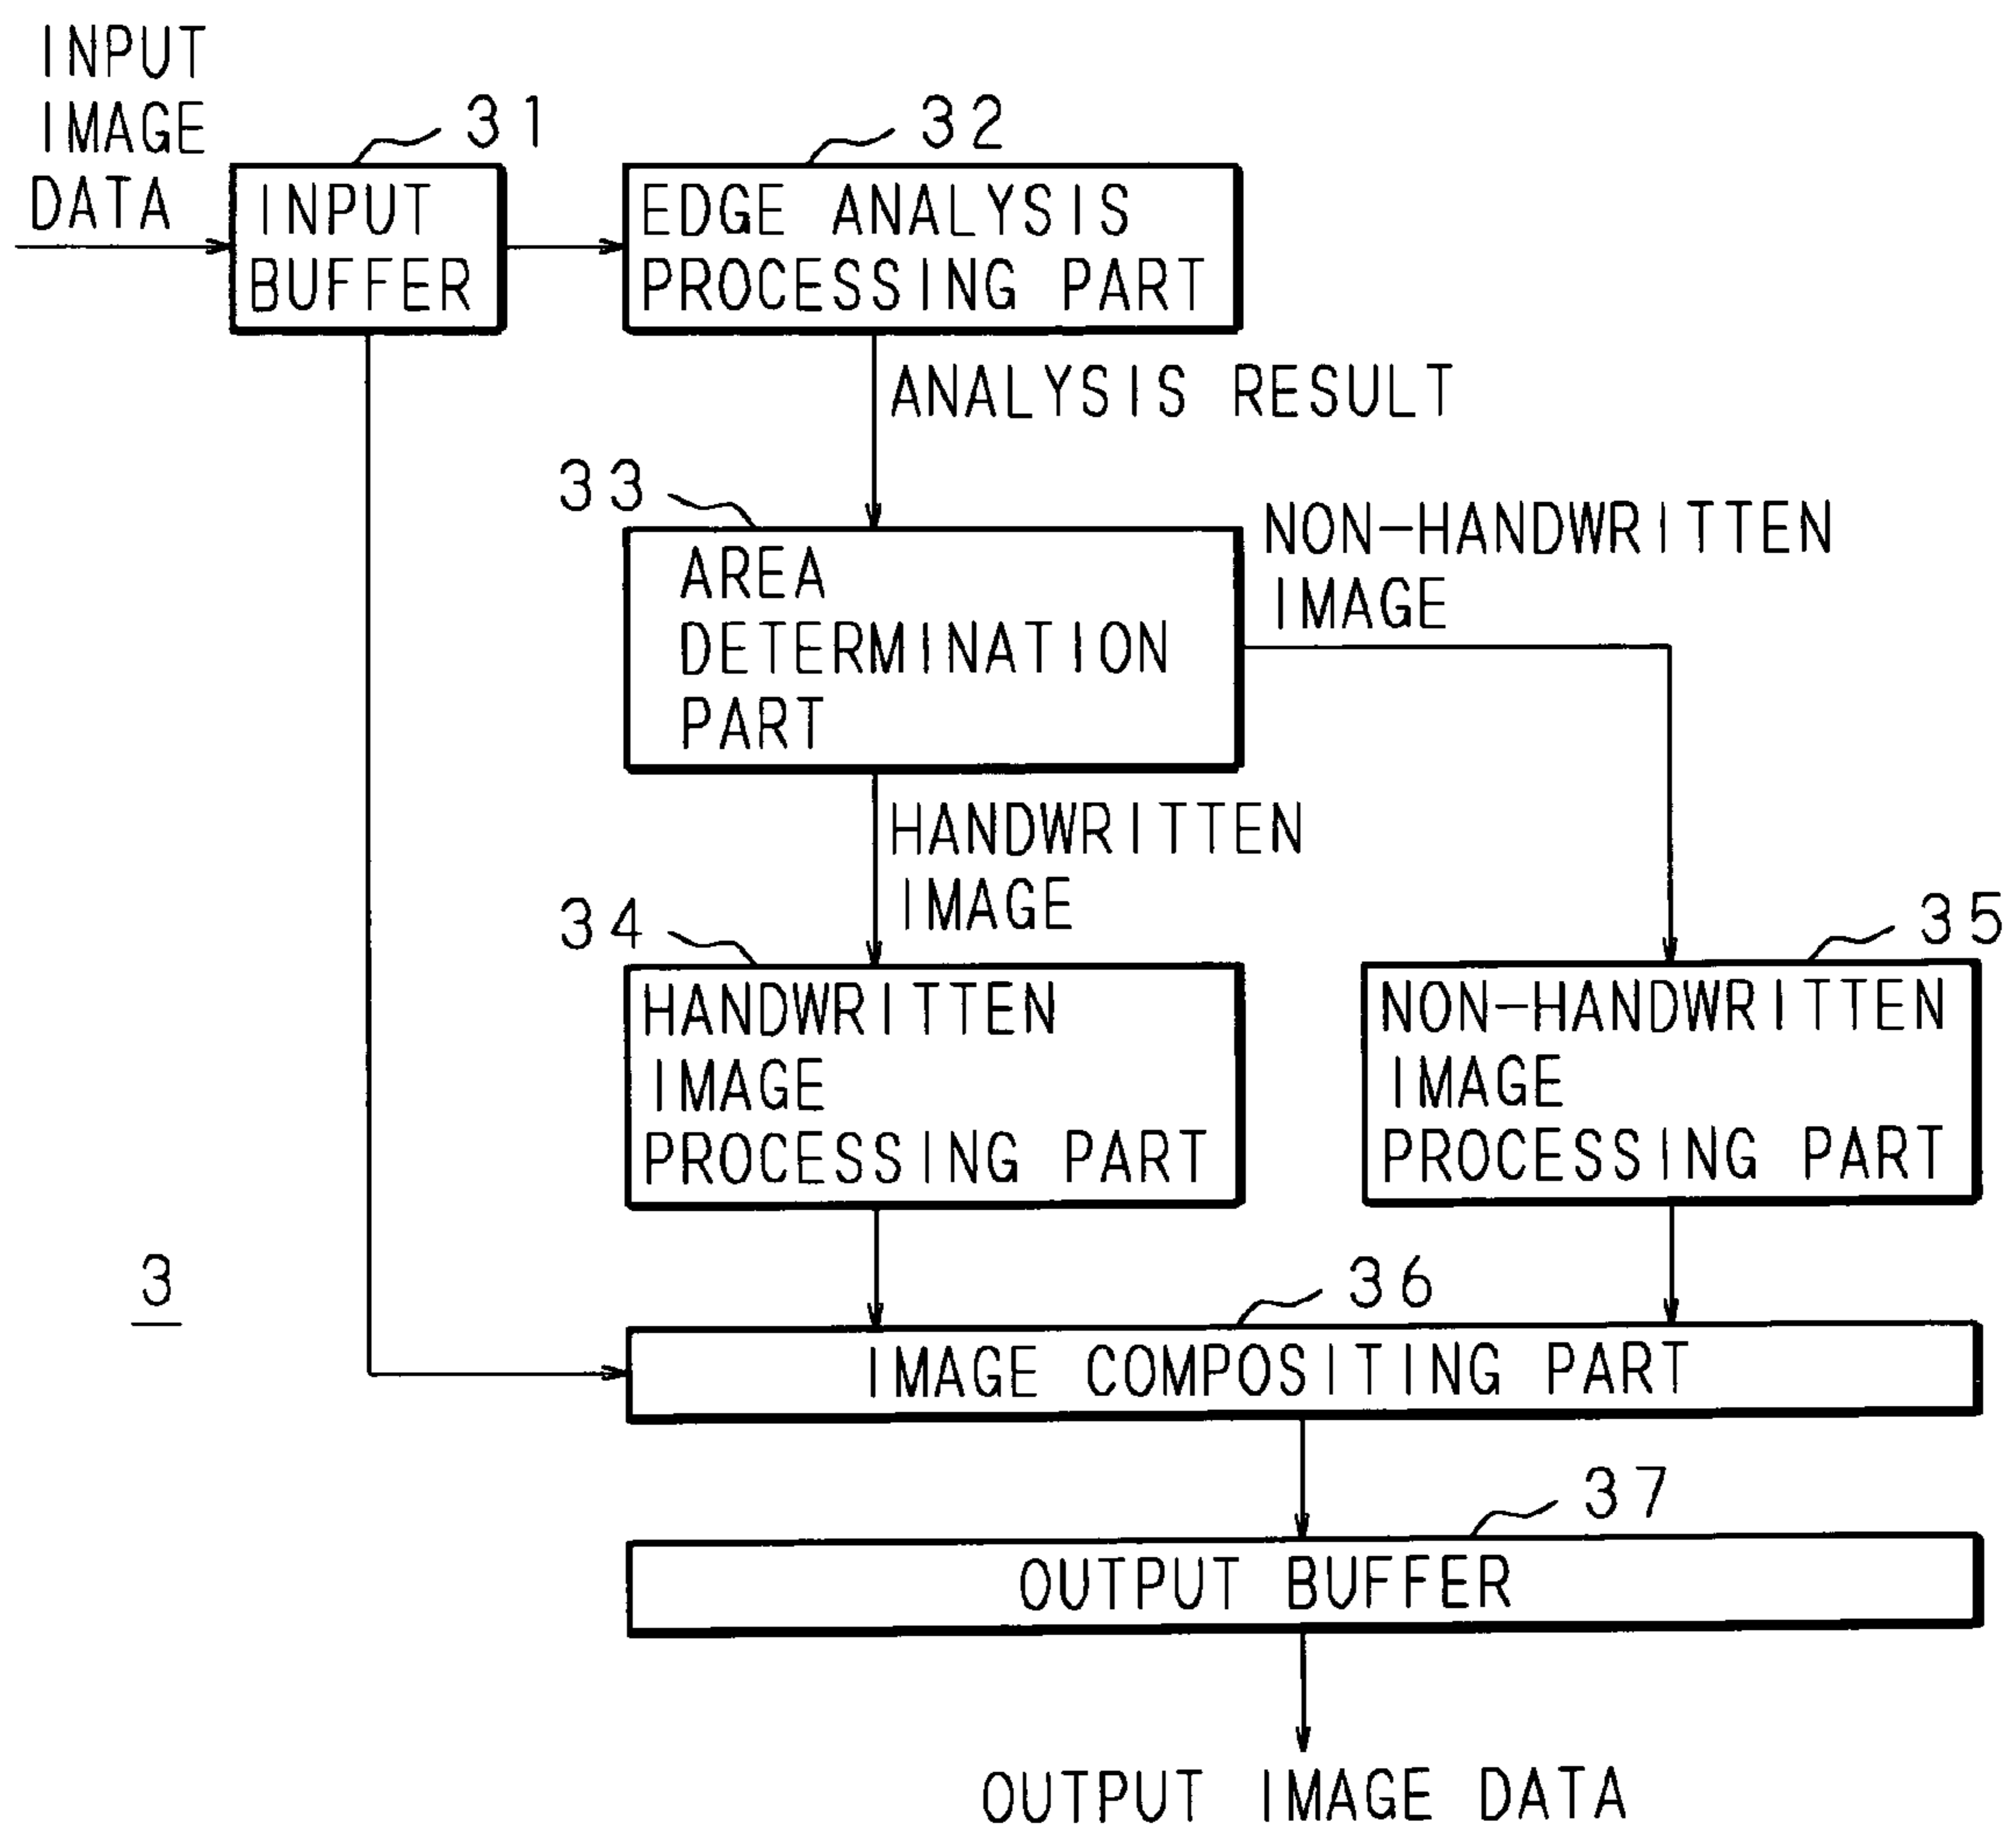 INPUT
IMAGE
DATA
31
32
INPUT
BUFFER
EDGE ANALYSIS
PROCESSING PART
ANALYSIS RESULT
33
NON-HANDWRITTEN
IMAGE
AREA
DETERMINATION
PART
HANDWRITTEN
IMAGE
34
35
HANDWRITTEN
IMAGE
PROCESSING PART
NON-HANDWRITTEN
IMAGE
PROCESSING PART
3
36
IMAGE COMPOSITING PART
37
OUTPUT BUFFER
OUTPUT IMAGE DATA